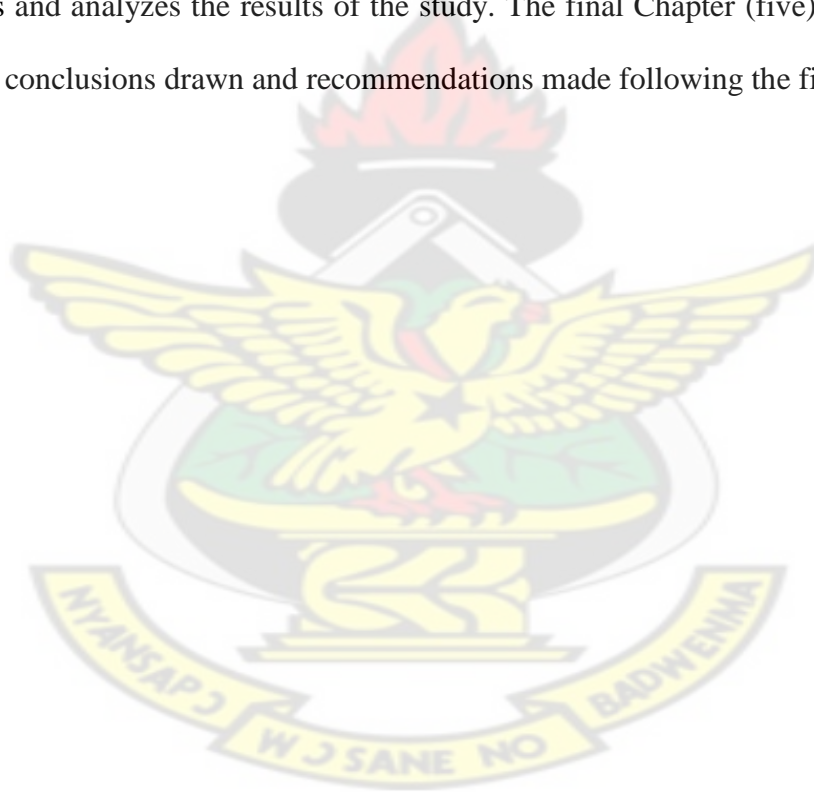 s and analyzes the results of the study. The final Chapter (five)
conclusions drawn and recommendations made following the fi
NYANSAPƆ
WƆSANE NO
BADWENMA